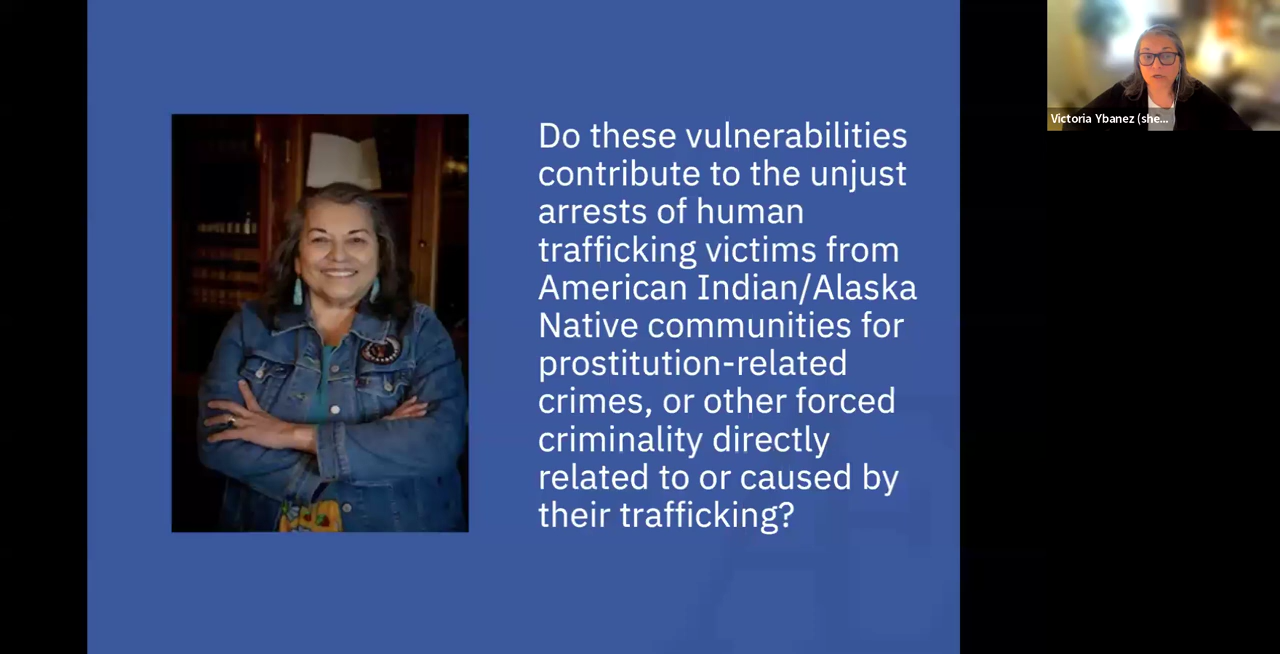 Do these vulnerabilities
contribute to the unjust
arrests of human
trafficking victims from
American Indian/Alaska
Native communities for
prostitution-related
crimes, or other forced
criminality directly
related to or caused by
their trafficking?
Victoria Ybanez (she...